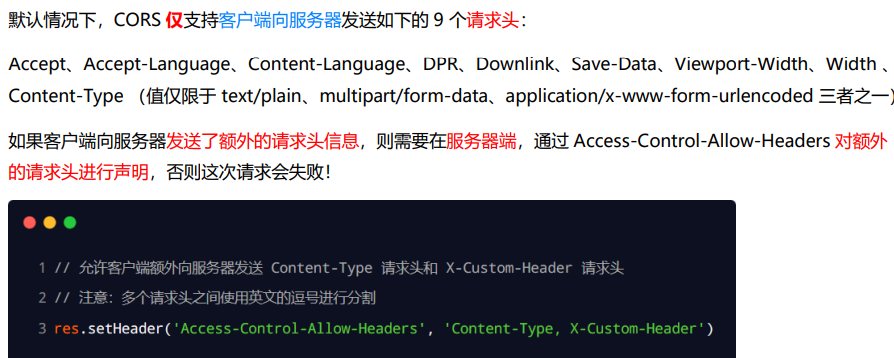 默认情况下，CORS 仅支持客户端向服务器发送如下的 9 个请求头：
Accept、Accept-Language、Content-Language、DPR、Downlink、Save-Data、Viewport-Width、Width 、
Content-Type （值仅限于 text/plain、multipart/form-data、application/x-www-form-urlencoded 三者之一）
如果客户端向服务器发送了额外的请求头信息，则需要在服务器端，通过 Access-Control-Allow-Headers 对额外
的请求头进行声明，否则这次请求会失败！
1 // 允许客户端额外向服务器发送 Content-Type 请求头和 X-Custom-Header 请求头
2 // 注意：多个请求头之间使用英文的逗号进行分割
3 res.setHeader('Access-Control-Allow-Headers', 'Content-Type, X-Custom-Header')